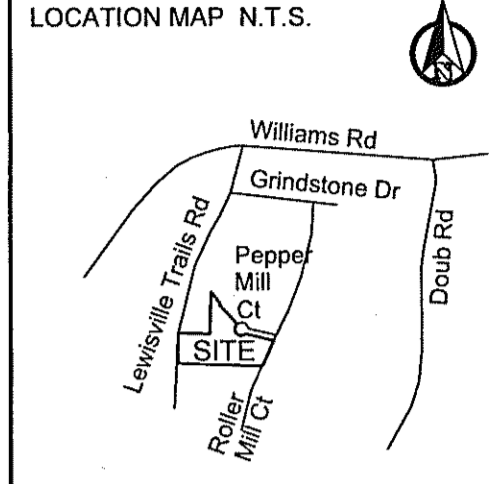 LOCATION MAP N.T.S.
N
Williams Rd
Grindstone Dr
Lewisville Trails Rd
Pepper
Mill
Ct
Doub Rd
SITE
Roller
Mill Ct